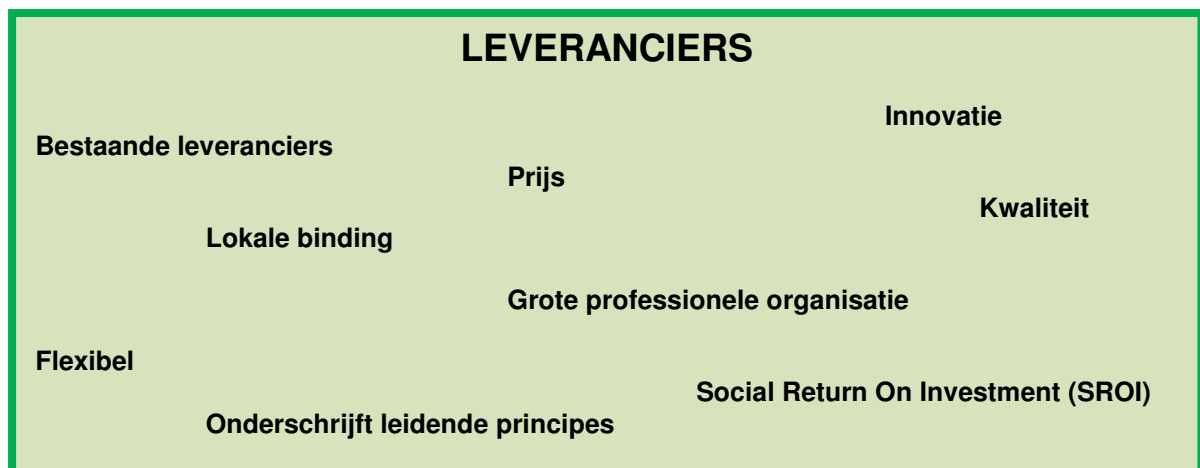 LEVERANCIERS
Innovatie
Bestaande leveranciers
Prijs
Kwaliteit
Lokale binding
Grote professionele organisatie
Flexibel
Social Return On Investment (SROI)
Onderschrijft leidende principes